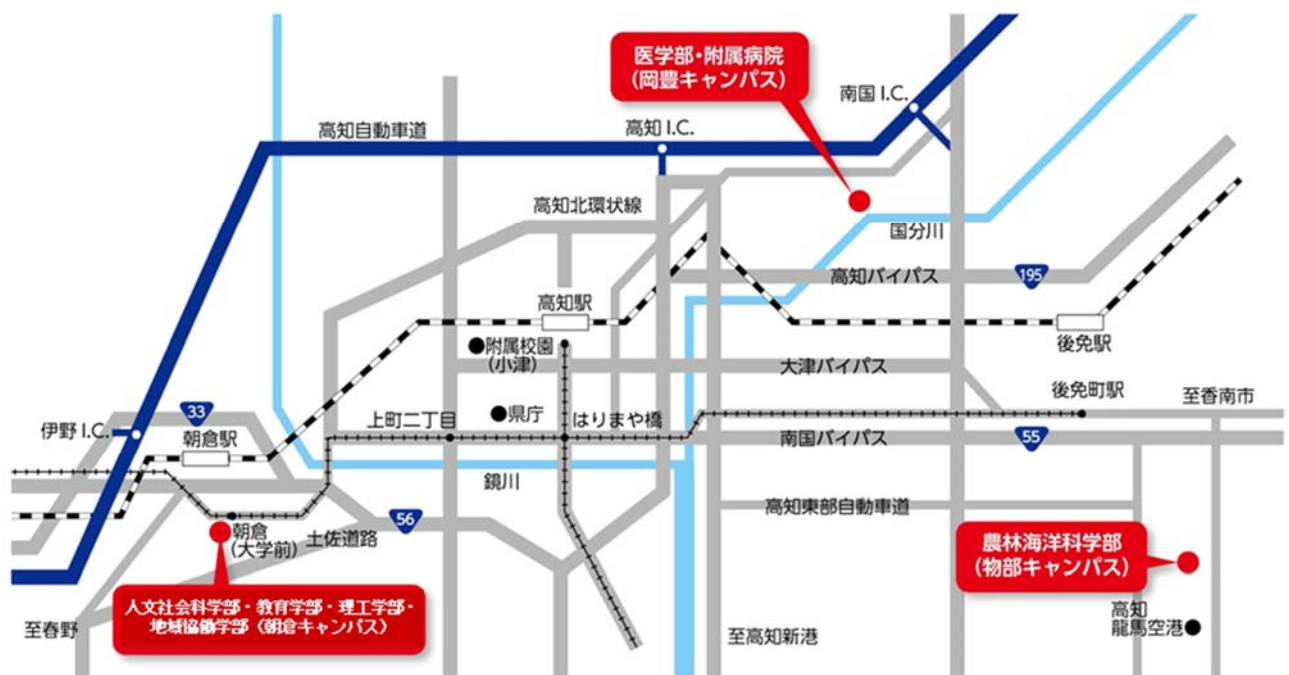 医学部・附属病院
(岡豊キャンパス)
南国 I.C.
高知自動車道
高知 I.C.
高知北環状線
国分川
高知バイパス
195
高知駅
後免駅
附属校園
(小津)
大津バイパス
後免町駅
至香南市
33
県庁
伊野 I.C.
朝倉駅
上町二丁目
はりまや橋
南国バイパス
55
鏡川
高知東部自動車道
56
朝倉
(大学前)
土佐道路
農林海洋科学部
(物部キャンパス)
人文社会科学部・教育学部・理工学部・
地域協働学部(朝倉キャンパス)
至春野
至高知新港
高知
龍馬空港